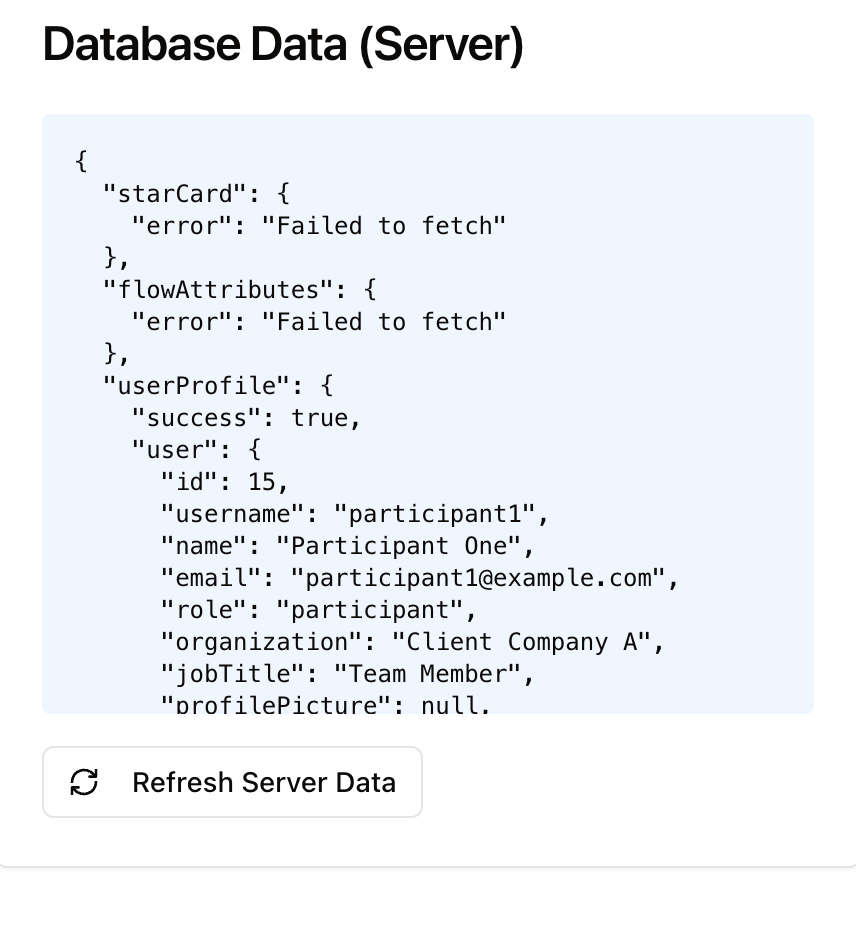 Database Data (Server)
{
  "starCard": {
    "error": "Failed to fetch"
  },
  "flowAttributes": {
    "error": "Failed to fetch"
  },
  "userProfile": {
    "success": true,
    "user": {
      "id": 15,
      "username": "participant1",
      "name": "Participant One",
      "email": "participant1@example.com",
      "role": "participant",
      "organization": "Client Company A",
      "jobTitle": "Team Member",
      "profilePicture": null,
Refresh Server Data